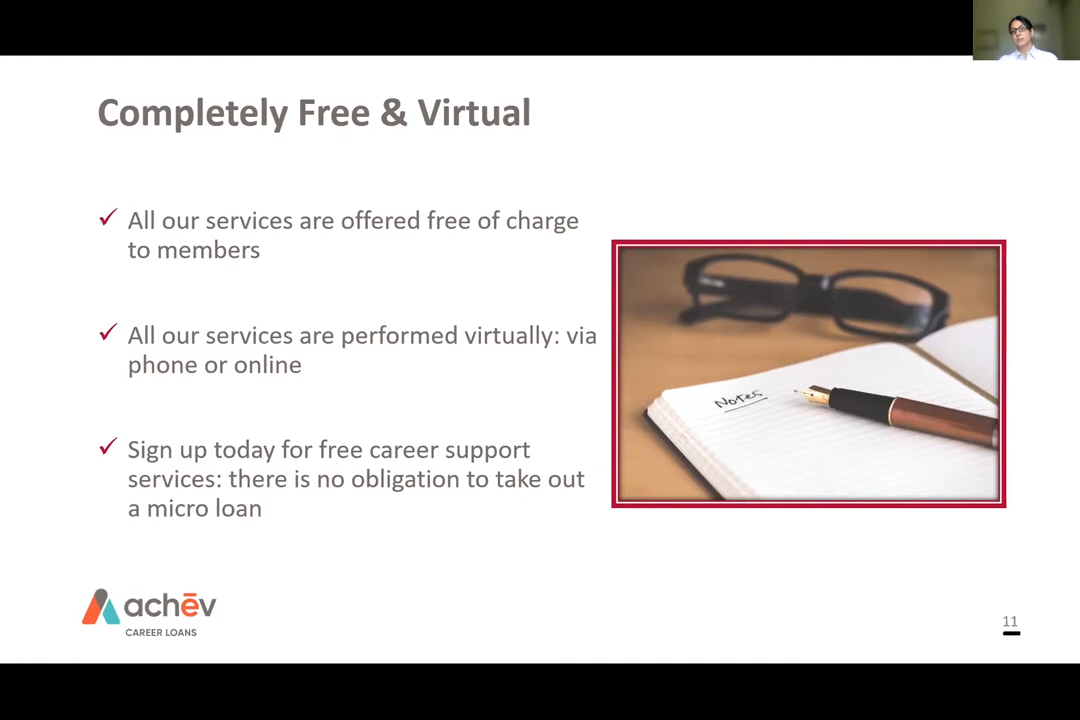 Completely Free & Virtual
All our services are offered free of charge
to members
All our services are performed virtually: via
phone or online
Sign up today for free career support
services: there is no obligation to take out
a micro loan
Notes
achēv
CAREER LOANS
11